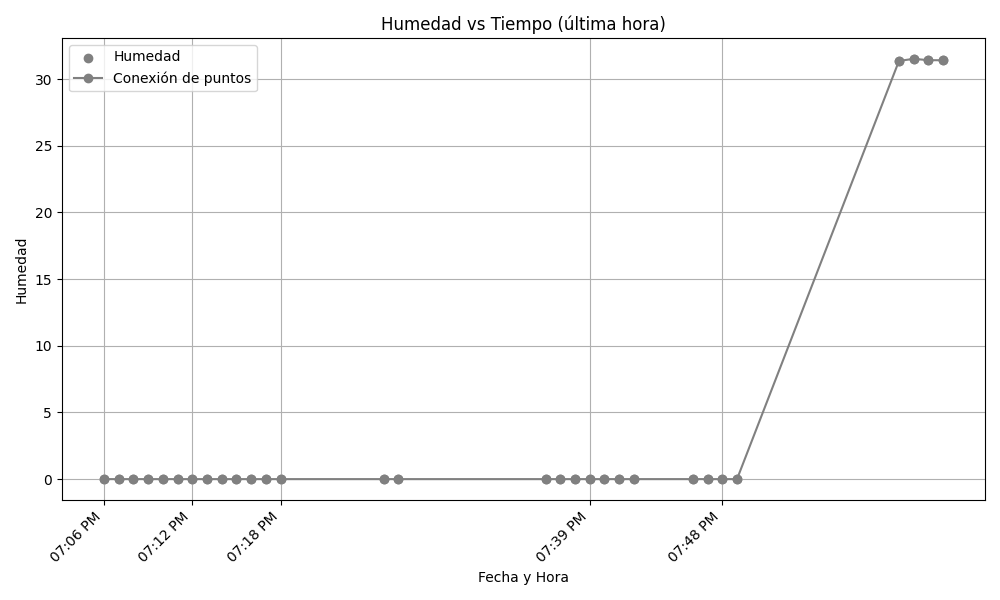 Humedad vs Tiempo (última hora)
Humedad
Conexión de puntos
Humedad
30
25
20
15
10
5
0
07:06 PM
07:12 PM
07:18 PM
07:39 PM
07:48 PM
Fecha y Hora